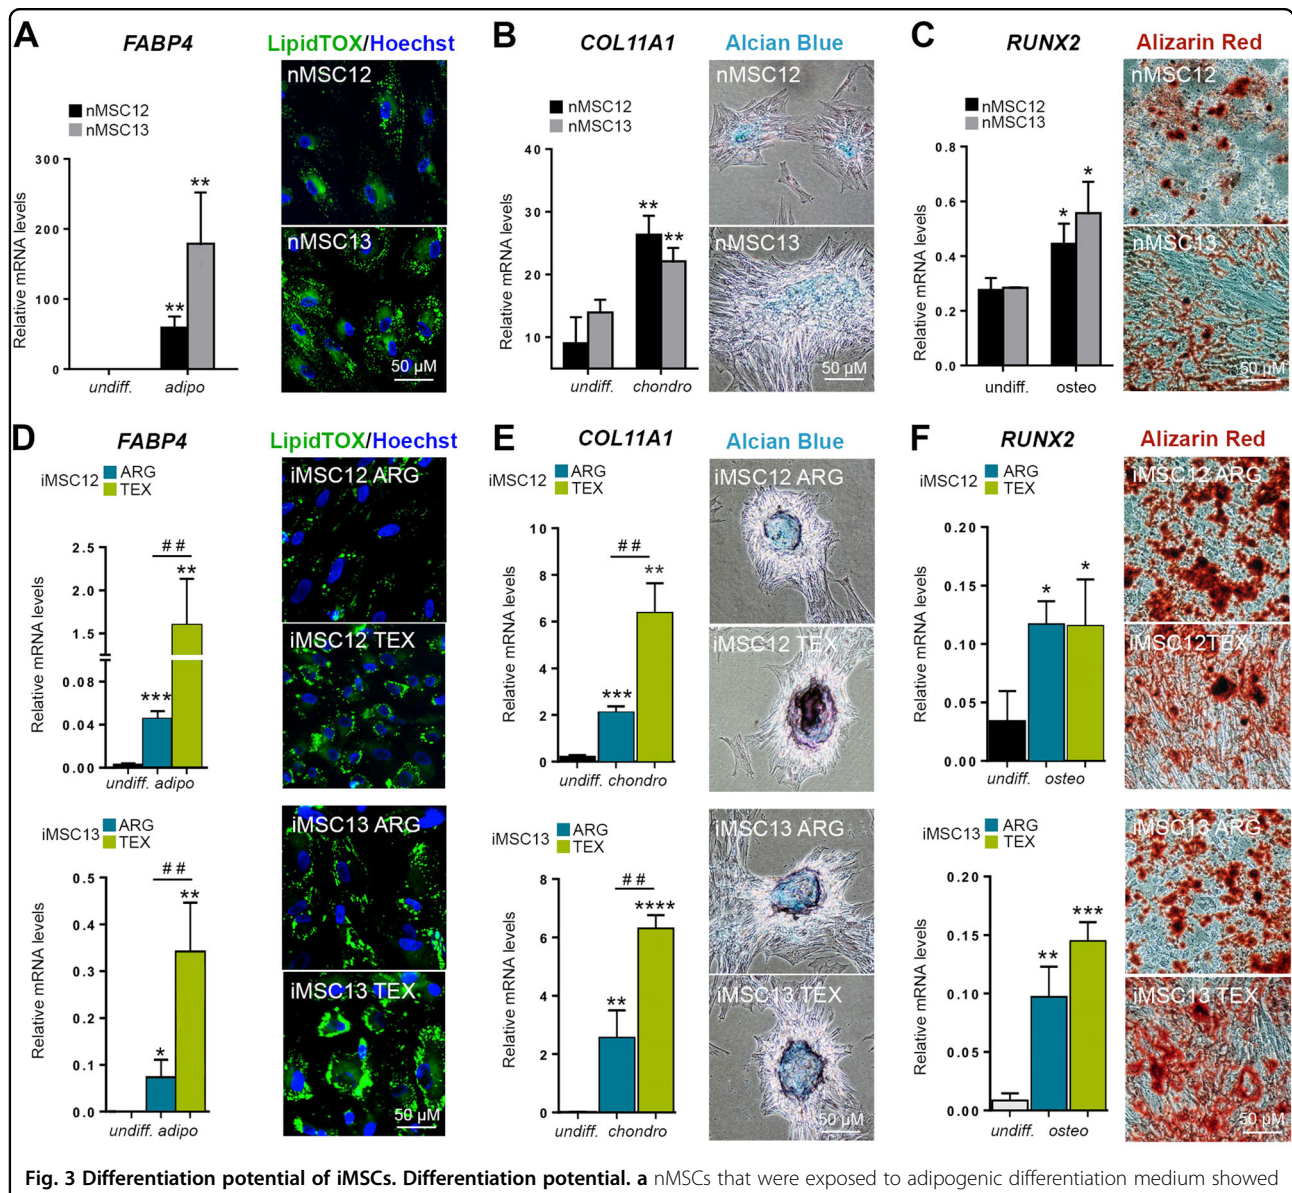 A
FABP4
LipidTOX/Hoechst
nMSC12
nMSC13
Relative mRNA levels
300
200
100
50
0
**
**
undiff. adipo
nMSC12
nMSC13
50 µM
B
COL11A1
Alcian Blue
nMSC12
nMSC13
Relative mRNA levels
40
30
20
10
**
**
undiff. chondro
nMSC12
nMSC13
50 µM
C
RUNX2
Alizarin Red
nMSC12
nMSC13
Relative mRNA levels
0.8
0.6
0.4
0.2
0.0
*
*
undiff. osteo
nMSC12
nMSC13
50 µM
D
FABP4
LipidTOX/Hoechst
iMSC12
ARG
TEX
Relative mRNA levels
2.5
1.5
0.08
0.04
0.00
##
***
**
undiff. adipo
iMSC12 ARG
iMSC12 TEX
iMSC13
ARG
TEX
Relative mRNA levels
0.5
0.4
0.3
0.2
0.1
0.0
##
*
**
undiff. adipo
iMSC13 ARG
iMSC13 TEX
50 µM
E
COL11A1
Alcian Blue
iMSC12
ARG
TEX
Relative mRNA levels
10
8
6
4
2
0
##
***
**
undiff. chondro
iMSC12 ARG
iMSC12 TEX
iMSC13
ARG
TEX
Relative mRNA levels
8
6
4
2
0
##
**
****
undiff. chondro
iMSC13 ARG
iMSC13 TEX
50 µM
F
RUNX2
Alizarin Red
iMSC12
ARG
TEX
Relative mRNA levels
0.20
0.15
0.10
0.05
0.00
*
*
undiff. osteo
iMSC12 ARG
iMSC12TEX
iMSC13
ARG
TEX
Relative mRNA levels
0.20
0.15
0.10
0.05
0.00
**
***
undiff. osteo
iMSC13 ARG
iMSC13 TEX
50 µM
Fig. 3 Differentiation potential of iMSCs. Differentiation potential. a nMSCs that were exposed to adipogenic differentiation medium showed